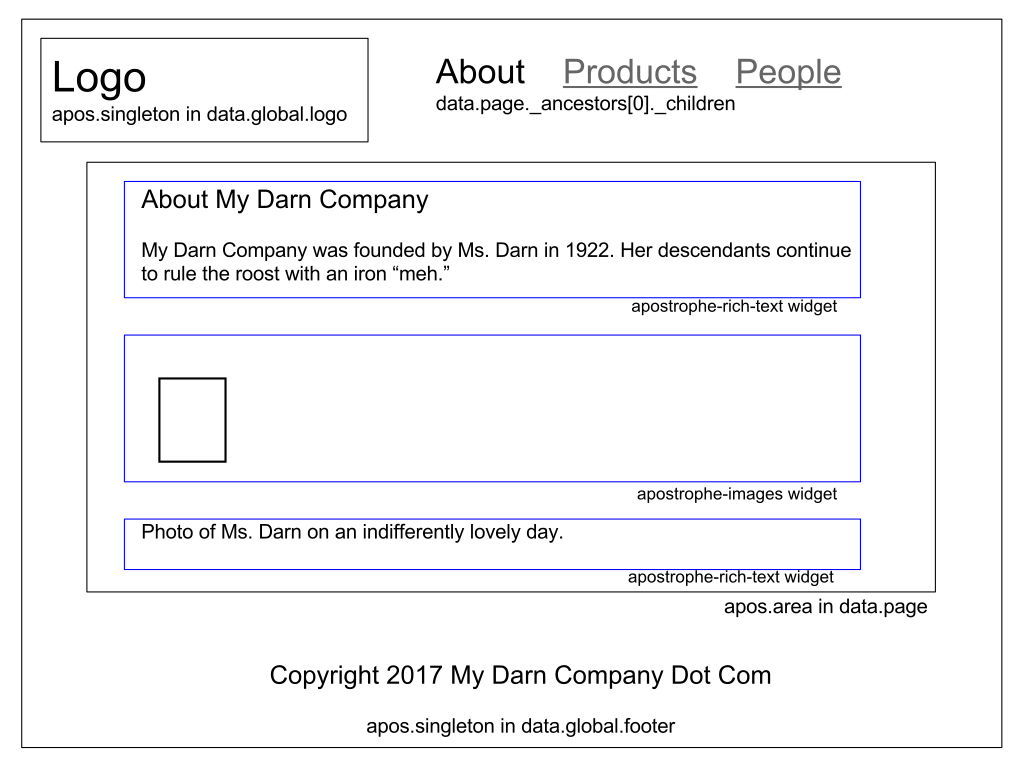 Logo
apos.singleton in data.global.logo
About Products People
data.page._ancestors[0]._children
About My Darn Company
My Darn Company was founded by Ms. Darn in 1922. Her descendants continue
to rule the roost with an iron “meh.”
apostrophe-rich-text widget
apostrophe-images widget
Photo of Ms. Darn on an indifferently lovely day.
apostrophe-rich-text widget
apos.area in data.page
Copyright 2017 My Darn Company Dot Com
apos.singleton in data.global.footer